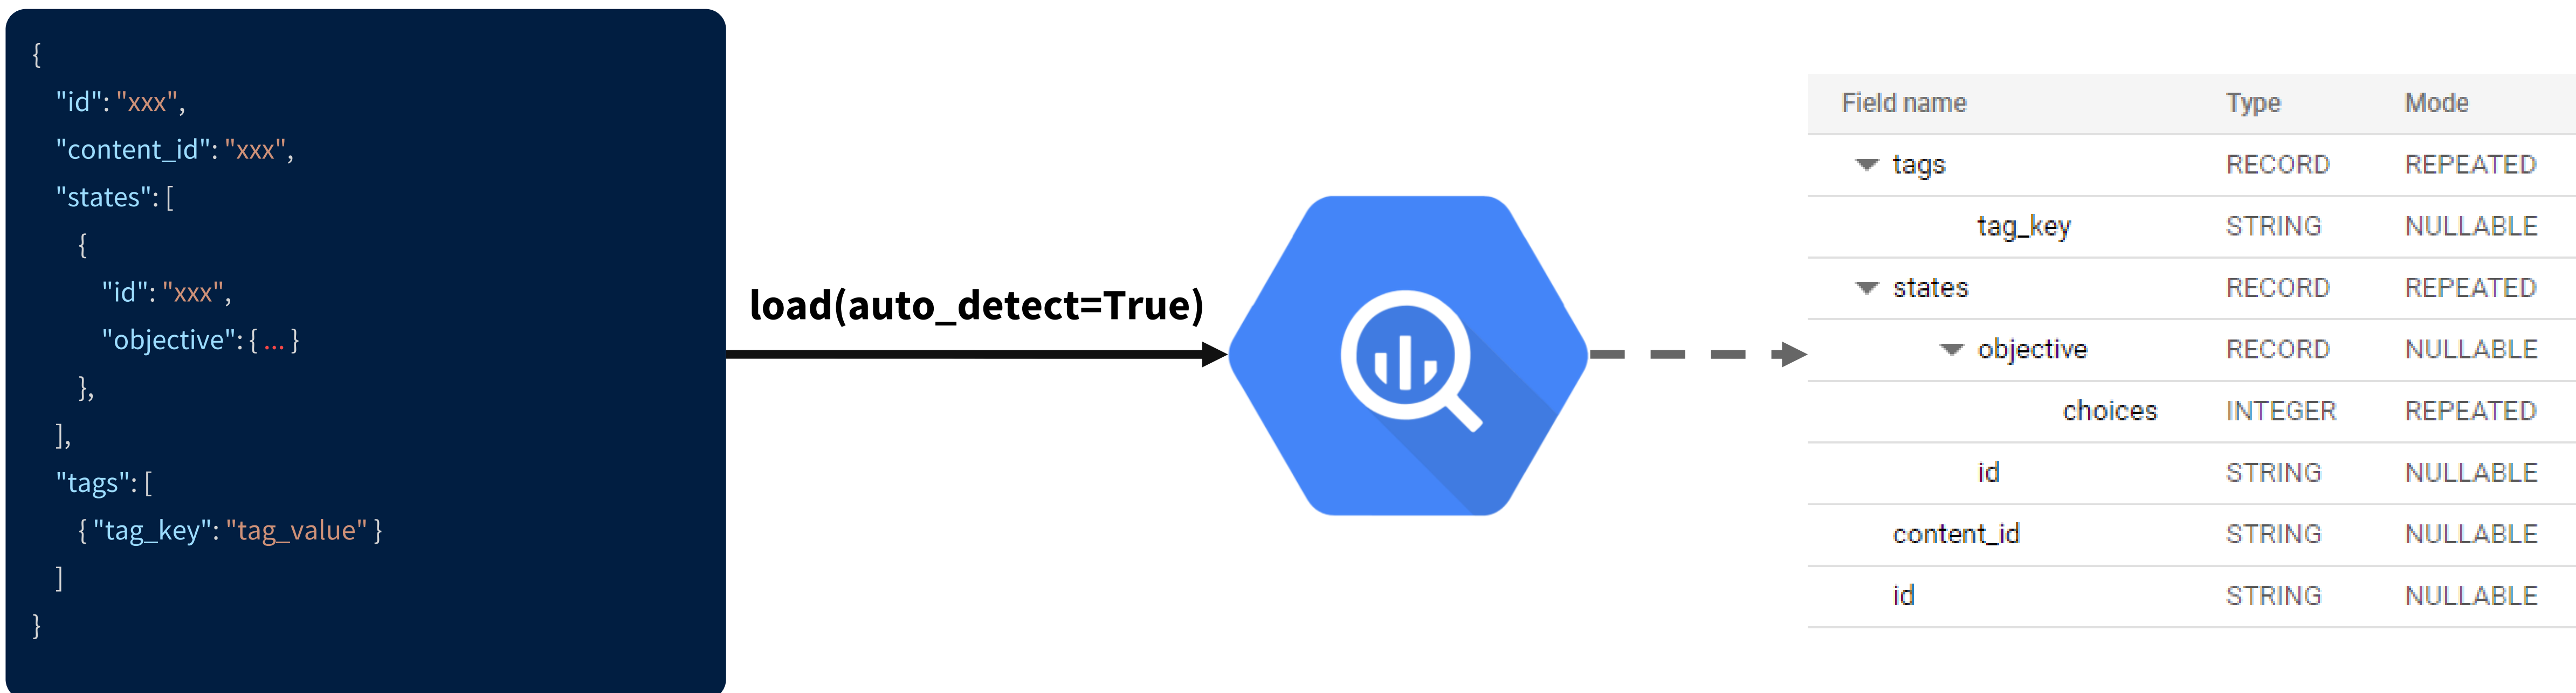 {
"id": "xxx",
"content_id": "xxx",
"states": [
{
"id": "xxx",
"objective": { ... }
},
],
"tags": [
{ "tag_key": "tag_value" }
]
}
load(auto_detect=True)
Field name Type Mode
tags RECORD REPEATED
tag_key STRING NULLABLE
states RECORD REPEATED
objective RECORD NULLABLE
choices INTEGER REPEATED
id STRING NULLABLE
content_id STRING NULLABLE
id STRING NULLABLE